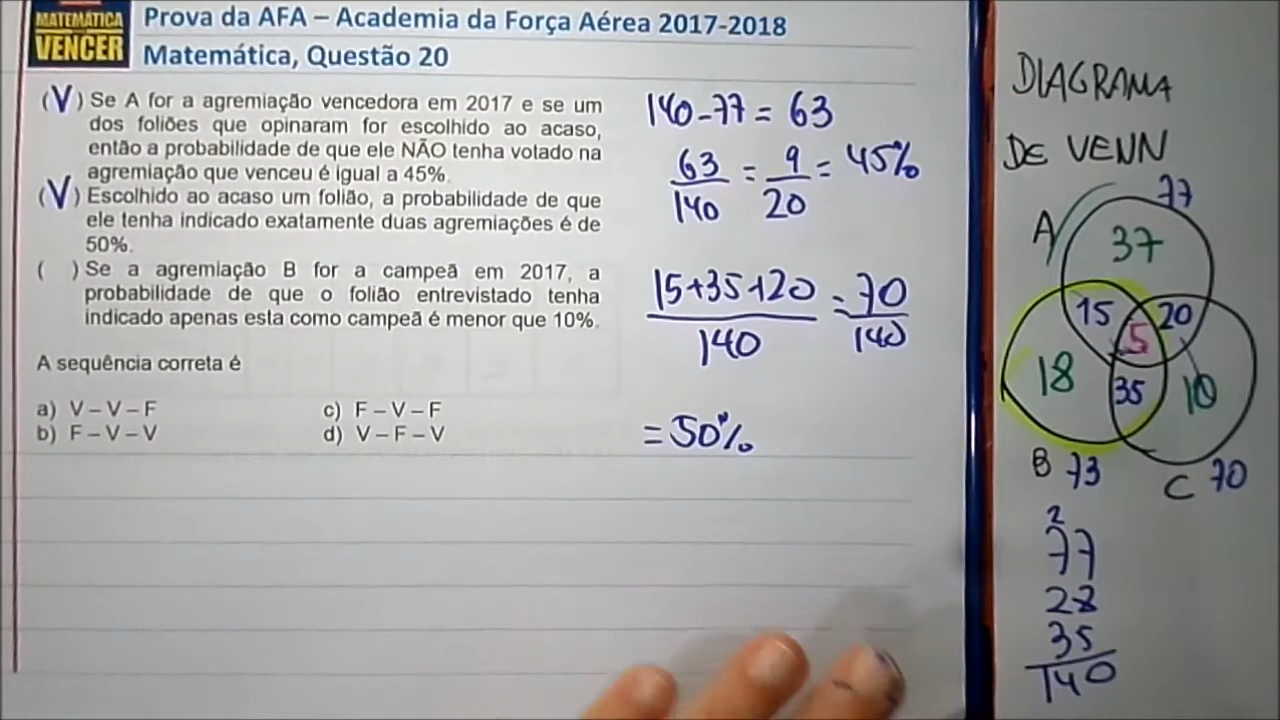 MATEMÁTICA
VENCER
Prova da AFA – Academia da Força Aérea 2017-2018
Matemática, Questão 20
(V) Se A for a agremiação vencedora em 2017 e se um
dos foliões que opinaram for escolhido ao acaso,
então a probabilidade de que ele NÃO tenha votado na
agremiação que venceu é igual a 45%.
(V) Escolhido ao acaso um folião, a probabilidade de que
ele tenha indicado exatamente duas agremiações é de
50%.
( ) Se a agremiação B for a campeã em 2017, a
probabilidade de que o folião entrevistado tenha
indicado apenas esta como campeã é menor que 10%.
A sequência correta é
a) V – V – F
b) F – V – V
c) F – V – F
d) V – F – V
140-77 = 63
63/140 = 9/20 = 45%
15+35+20/140 = 70/140
= 50%
DIAGRAMA
DE VENN
77
A
37
15
20
5
18
35
10
B 73
C 70
2
77
28
35
140